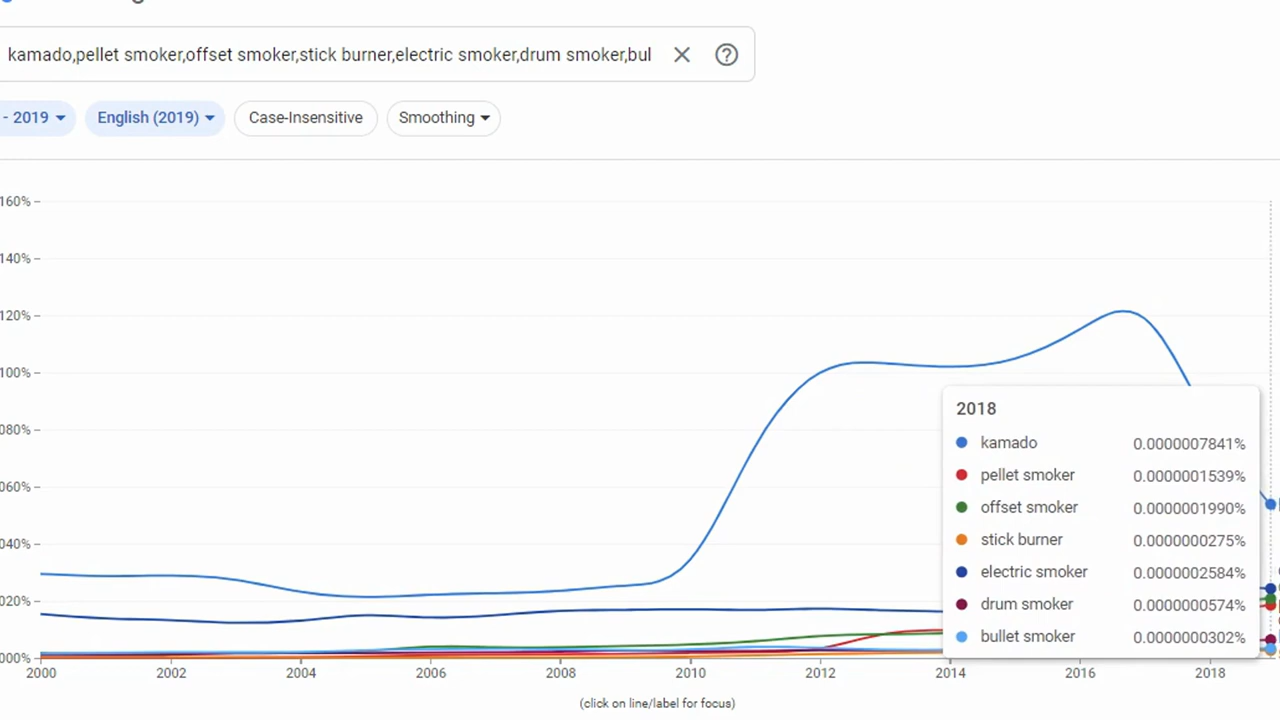 kamado,pellet smoker,offset smoker,stick burner,electric smoker,drum smoker,bul
- 2019
English (2019)
Case-Insensitive
Smoothing
160%
140%
120%
100%
080%
060%
040%
020%
000%
2018
kamado 0.0000007841%
pellet smoker 0.0000001539%
offset smoker 0.0000001990%
stick burner 0.0000000275%
electric smoker 0.0000002584%
drum smoker 0.0000000574%
bullet smoker 0.0000000302%
2000 2002 2004 2006 2008 2010 2012 2014 2016 2018
(click on line/label for focus)